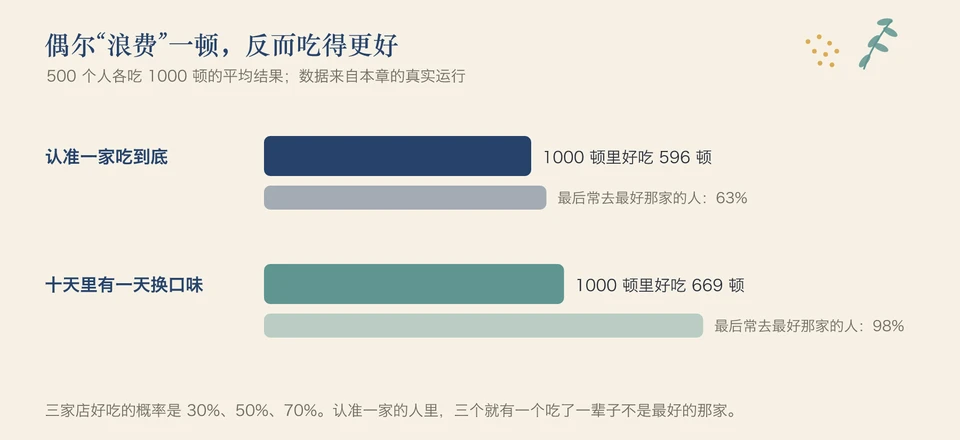 偶尔“浪费”一顿，反而吃得更好
500 个人各吃 1000 顿的平均结果；数据来自本章的真实运行
认准一家吃到底
1000 顿里好吃 596 顿
最后常去最好那家的人：63%
十天里有一天换口味
1000 顿里好吃 669 顿
最后常去最好那家的人：98%
三家店好吃的概率是 30%、50%、70%。认准一家的人里，三个就有一个吃了一辈子不是最好的那家。